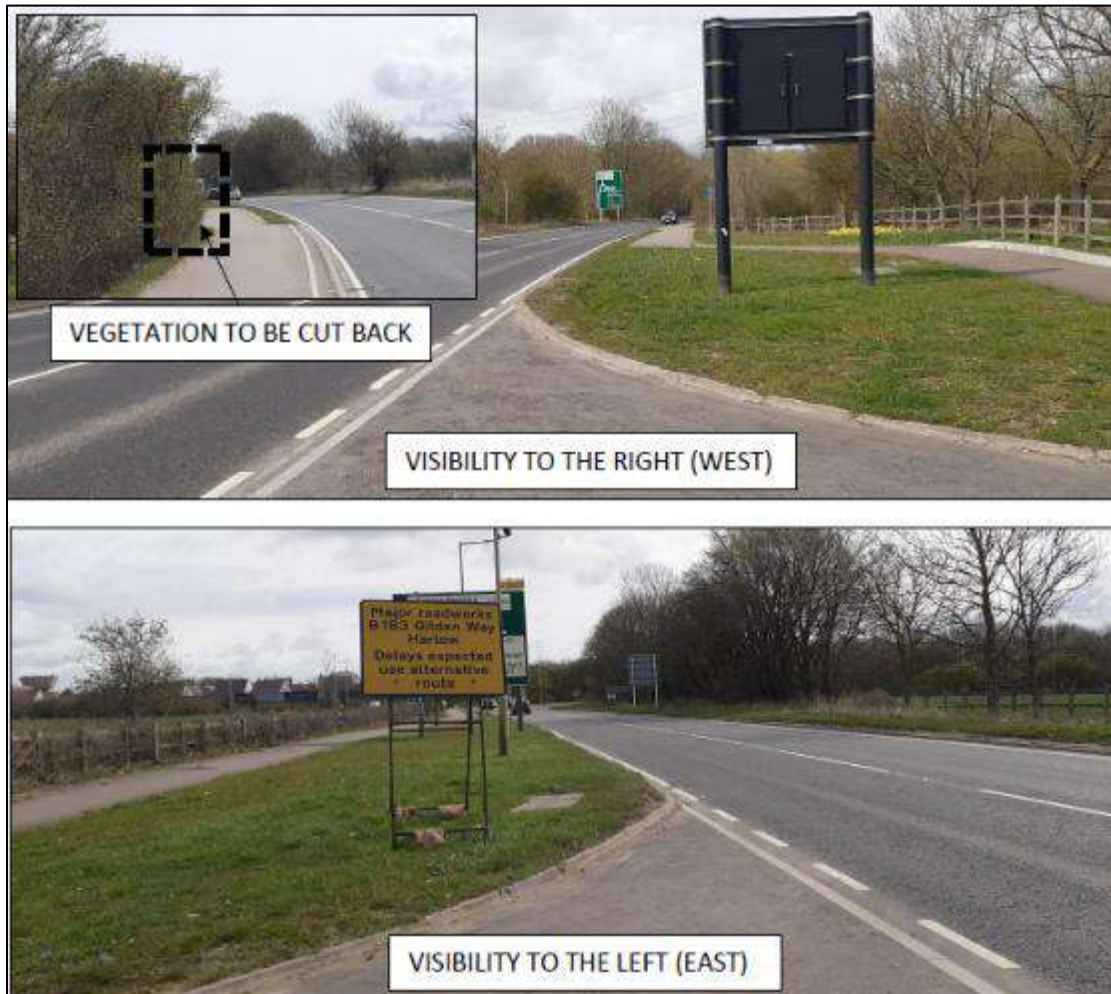 VEGETATION TO BE CUT BACK
VISIBILITY TO THE RIGHT (WEST)
Major roadworks
B183 Gilden Way
Harlow
Delays expected
use alternative
route
VISIBILITY TO THE LEFT (EAST)